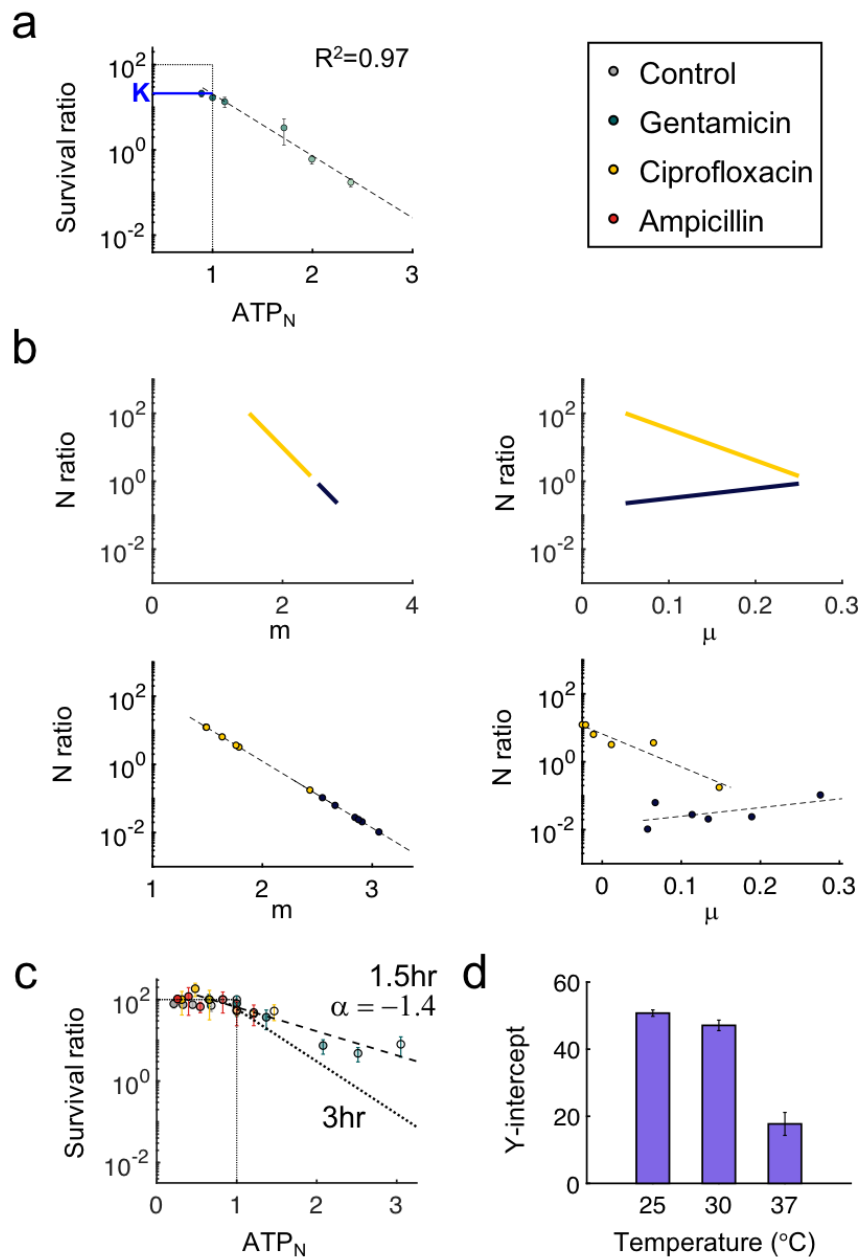 a
Survival ratio
10²
10⁰
10⁻²
K
R²=0.97
1
2
3
ATP_N
Control
Gentamicin
Ciprofloxacin
Ampicillin
b
N ratio
10²
10⁰
10⁻²
0
2
4
m
N ratio
10²
10⁰
10⁻²
0
0.1
0.2
0.3
μ
N ratio
10²
10⁰
10⁻²
1
2
3
m
N ratio
10²
10⁰
10⁻²
0
0.1
0.2
0.3
μ
c
Survival ratio
10²
10⁰
10⁻²
1.5hr
α = −1.4
3hr
0
1
2
3
ATP_N
d
Y-intercept
60
40
20
0
25
30
37
Temperature (°C)